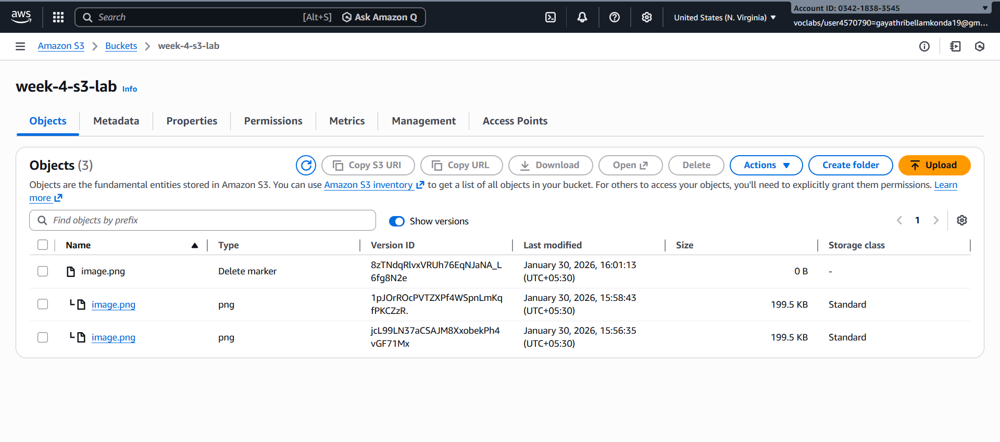 aws
Search [Alt+S] Ask Amazon Q
United States (N. Virginia)
Account ID: 0342-1838-3545
voclabs/user4570790=gayathribellamkonda19@gm...
Amazon S3 Buckets week-4-s3-lab
week-4-s3-lab Info
Objects Metadata Properties Permissions Metrics Management Access Points
Objects (3)
Copy S3 URI Copy URL Download Open Delete Actions Create folder Upload
Objects are the fundamental entities stored in Amazon S3. You can use Amazon S3 inventory to get a list of all objects in your bucket. For others to access your objects, you'll need to explicitly grant them permissions. Learn
more
Find objects by prefix Show versions 1
Name Type Version ID Last modified Size Storage class
image.png Delete marker 8zTNdqRlvxVRUh76EqNJaNA_L January 30, 2026, 16:01:13 0 B -
6fg8N2e (UTC+05:30)
image.png png 1pJOrROcPVTZXPf4WSpnLmKq January 30, 2026, 15:58:43 199.5 KB Standard
fPKCZzR. (UTC+05:30)
image.png png jcL99LN37aCSAJM8XxobekPh4 January 30, 2026, 15:56:35 199.5 KB Standard
vGF71Mx (UTC+05:30)